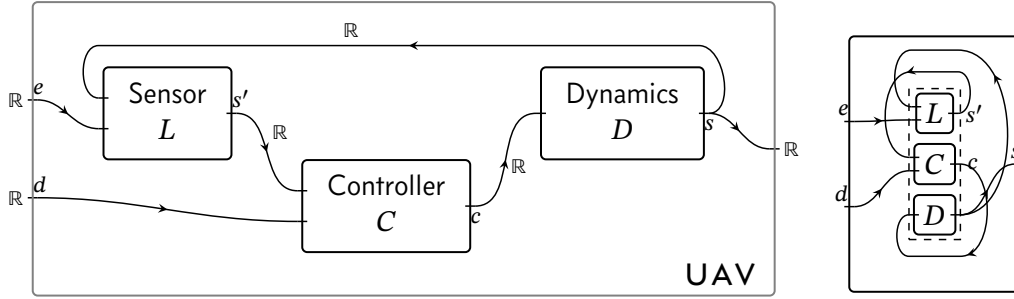 ℝ
Sensor
L
Dynamics
D
ℝ
e
s′
ℝ
s
ℝ
ℝ
d
Controller
C
c
ℝ
UAV
e
d
L
s′
C
c
D